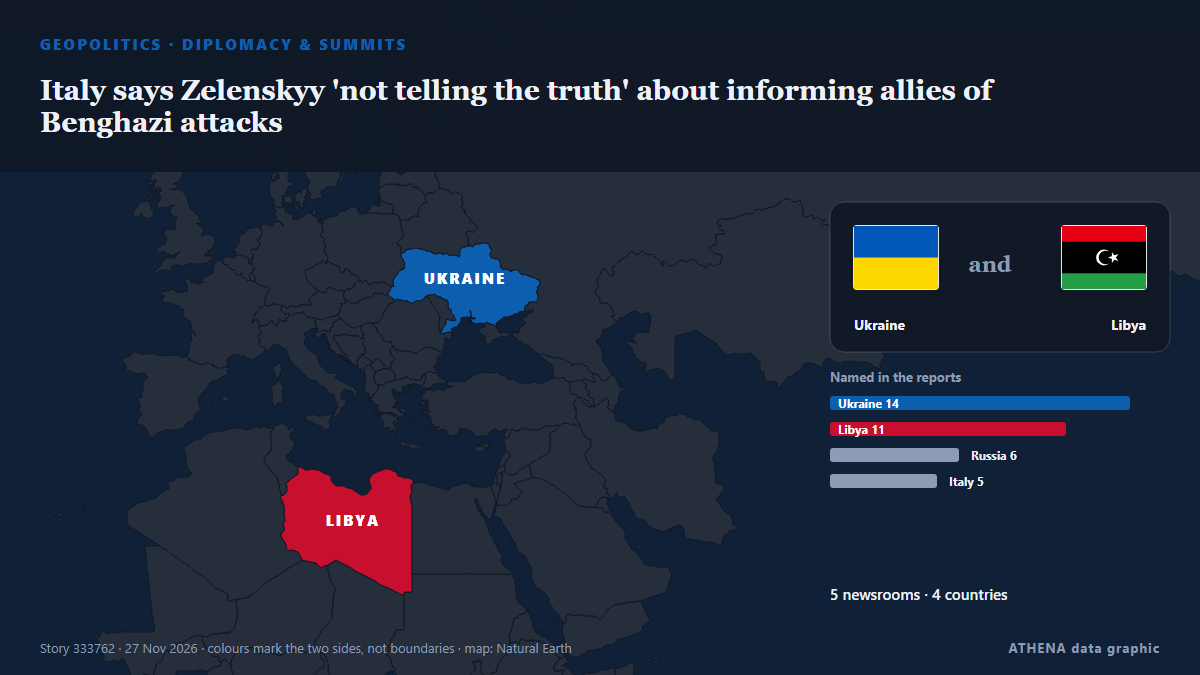 GEOPOLITICS · DIPLOMACY & SUMMITS
Italy says Zelenskyy 'not telling the truth' about informing allies of
Benghazi attacks
UKRAINE
LIBYA
and
Ukraine
Libya
Named in the reports
Ukraine 14
Libya 11
Russia 6
Italy 5
5 newsrooms · 4 countries
Story 333762 · 27 Nov 2026 · colours mark the two sides, not boundaries · map: Natural Earth
ATHENA data graphic